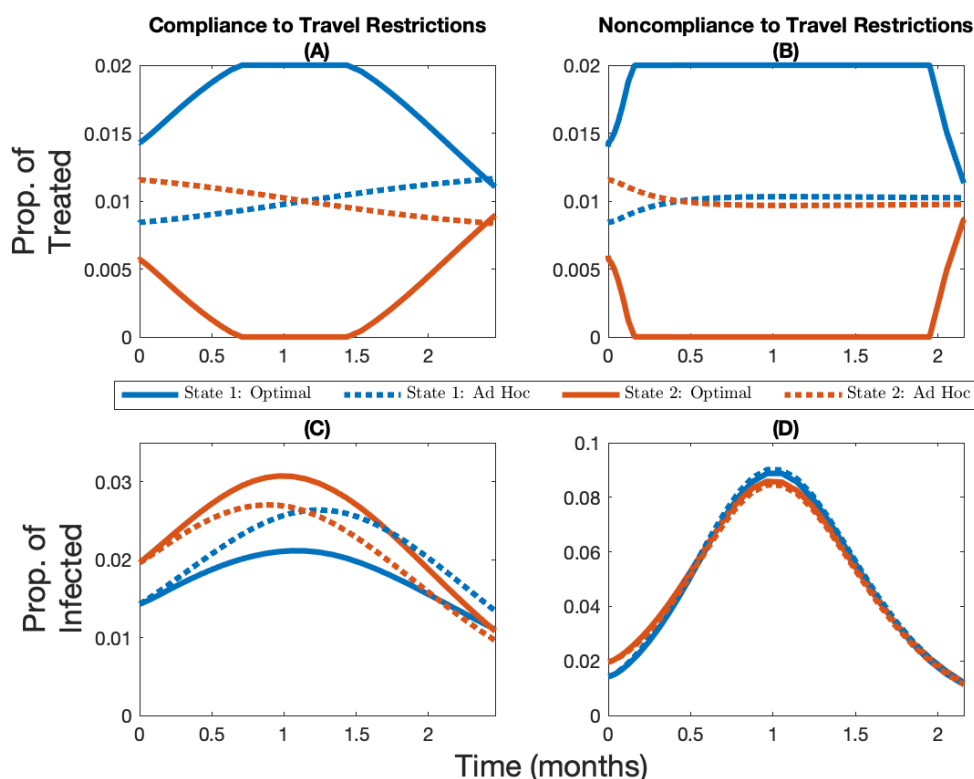 Compliance to Travel Restrictions
Noncompliance to Travel Restrictions
(A)
(B)
0.02
0.015
0.01
0.005
0
0 0.5 1 1.5 2
0.02
0.015
0.01
0.005
0
0 0.5 1 1.5 2
Prop. of
Treated
State 1: Optimal
State 1: Ad Hoc
State 2: Optimal
State 2: Ad Hoc
(C)
(D)
0.03
0.02
0.01
0
0 0.5 1 1.5 2
0.1
0.08
0.06
0.04
0.02
0
0 0.5 1 1.5 2
Prop. of
Infected
Time (months)